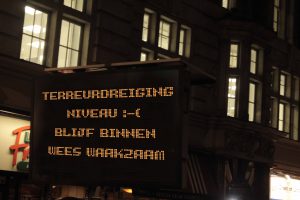 TERREURDREIGING
NIVEAU :-(
BLIJF BINNEN
WEES WAAKZAAM